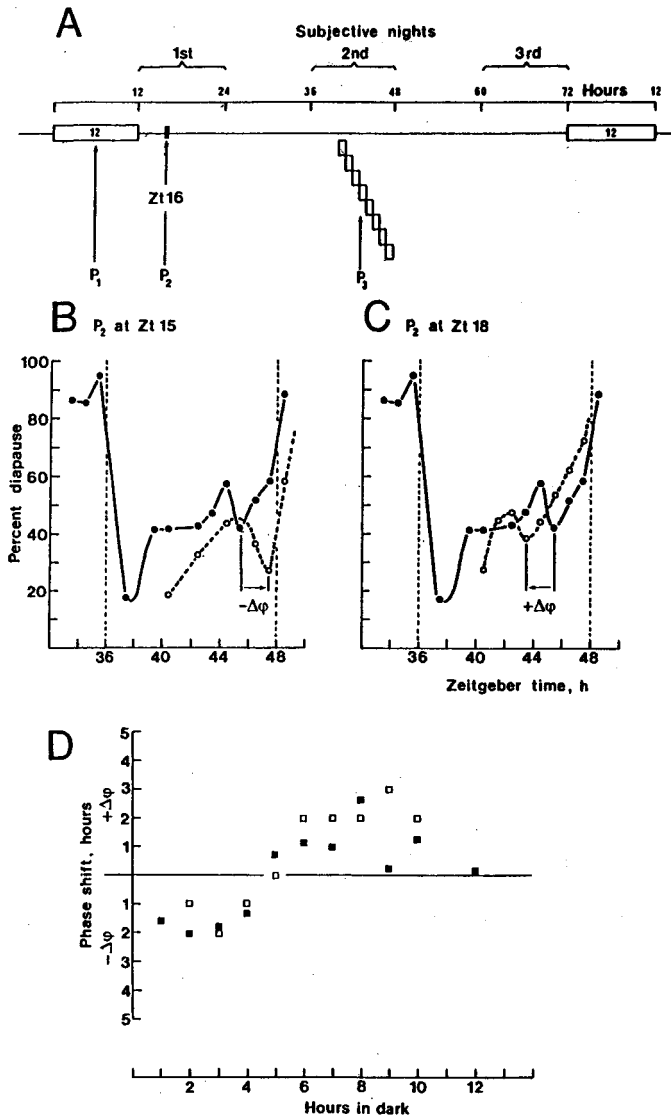 A
Subjective nights
1st 2nd 3rd
12 24 36 48 60 72 Hours 12
12 12
Zt 16
P1 P2 P3
B P2 at Zt 15
C P2 at Zt 18
Percent diapause
100
80
60
40
20
36 40 44 48
-Δφ
36 40 44 48
+Δφ
Zeitgeber time, h
D
Phase shift, hours
+Δφ
-Δφ
5
4
3
2
1
1
2
3
4
5
0 2 4 6 8 10 12
Hours in dark